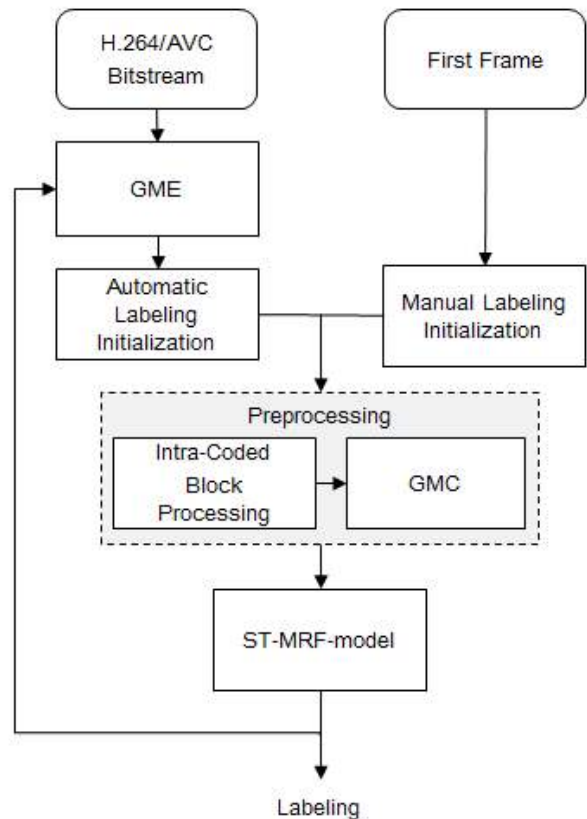 H.264/AVC
Bitstream
First Frame
GME
Automatic
Labeling
Initialization
Manual Labeling
Initialization
Preprocessing
Intra-Coded
Block
Processing
GMC
ST-MRF-model
Labeling